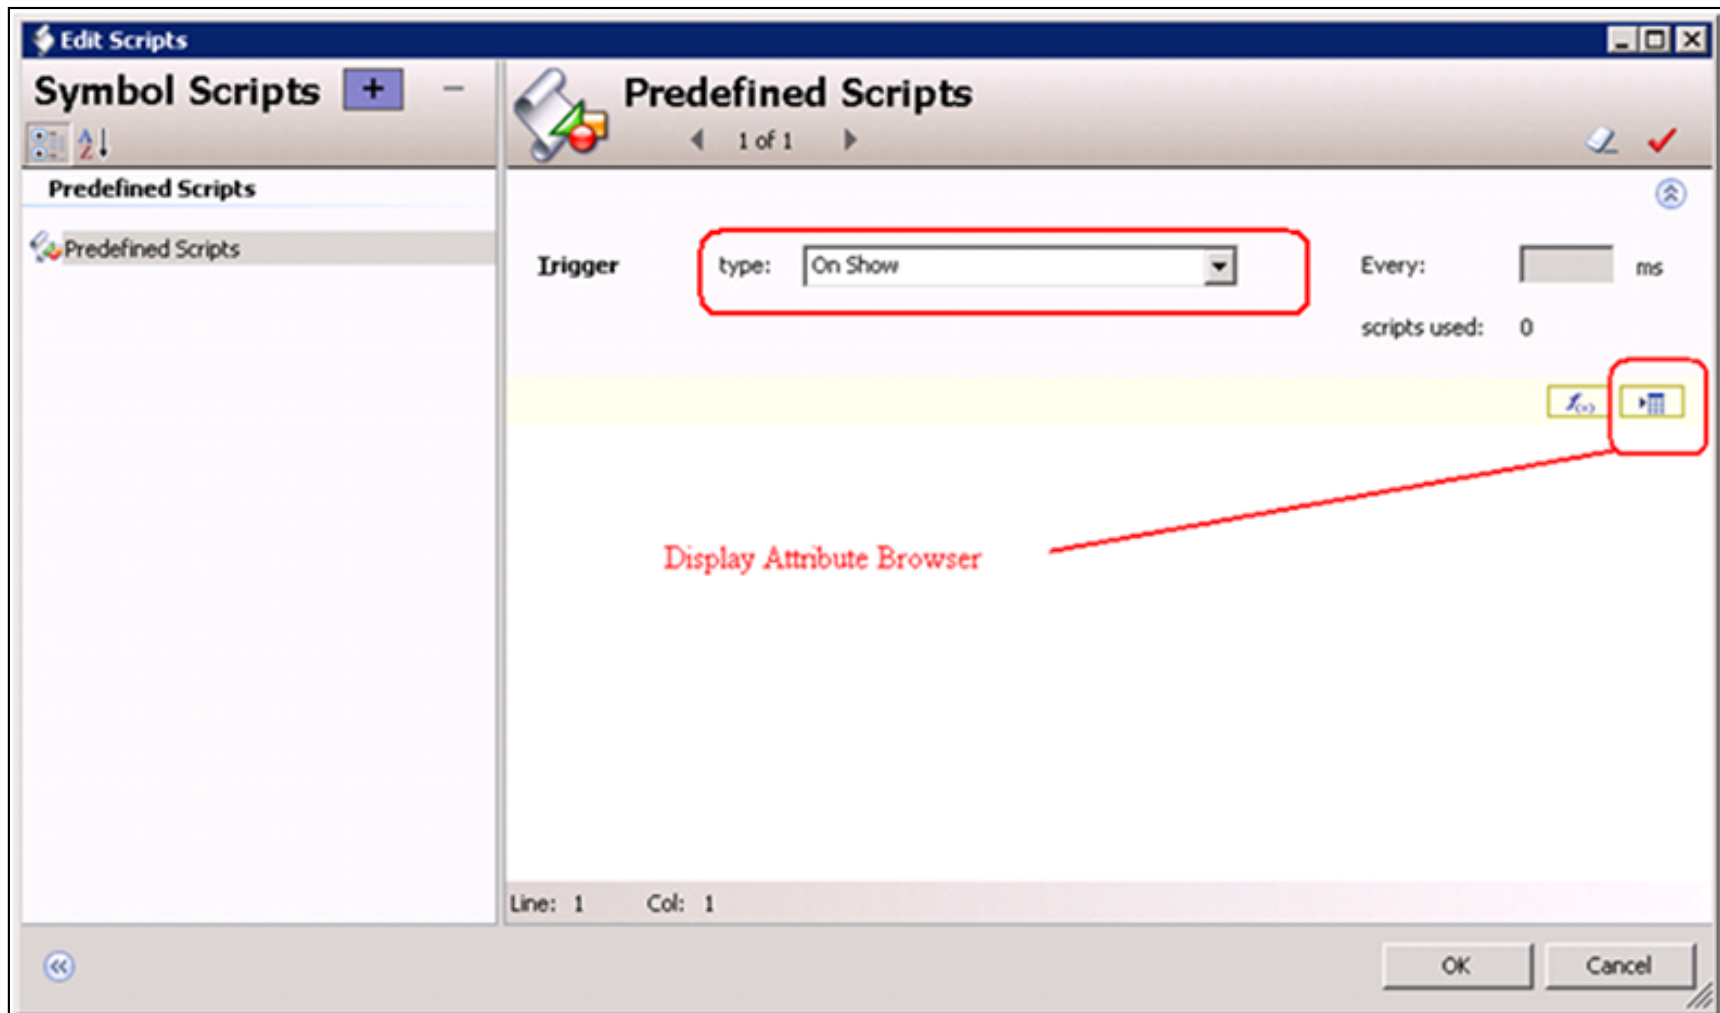 Edit Scripts
Symbol Scripts + −
Predefined Scripts
1 of 1
A
Z
Predefined Scripts
Predefined Scripts
Trigger type: On Show Every: ms
scripts used: 0
f(x)
Display Attribute Browser
Line: 1 Col: 1
OK Cancel